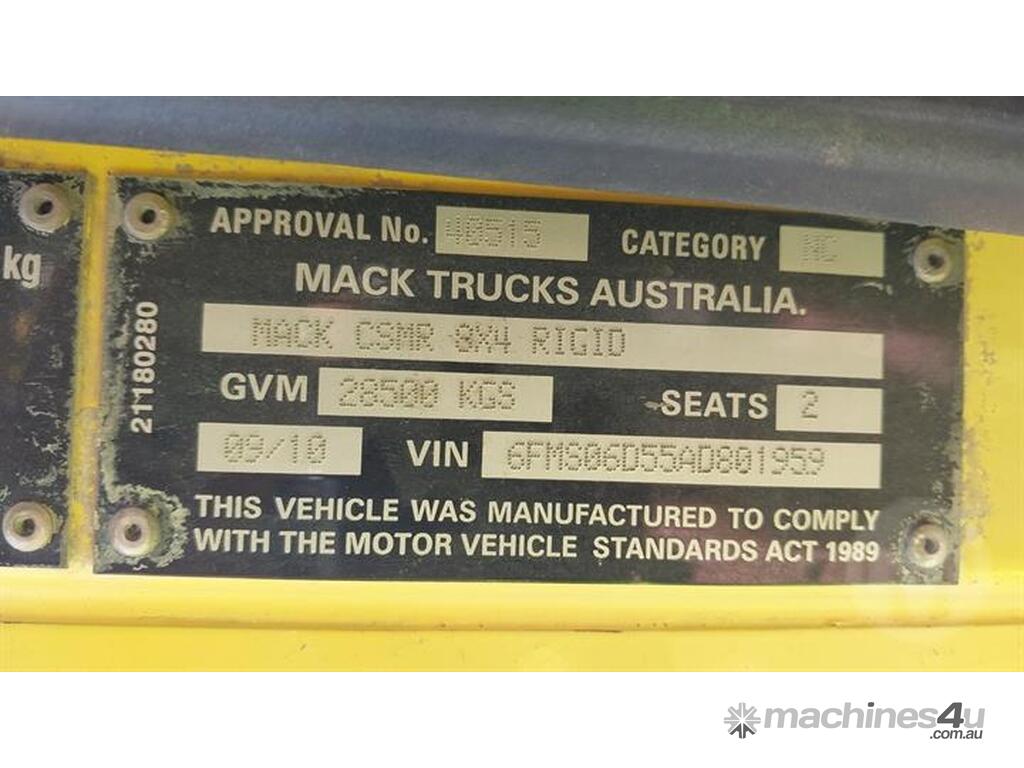 kg
21180280
APPROVAL No. 40515 CATEGORY NC
MACK TRUCKS AUSTRALIA.
MACK CSMR 8X4 RIGID
GVM 28500 KGS SEATS 2
09/10 VIN 6FMS06D55AD801959
THIS VEHICLE WAS MANUFACTURED TO COMPLY
WITH THE MOTOR VEHICLE STANDARDS ACT 1989
machines4u
.com.au